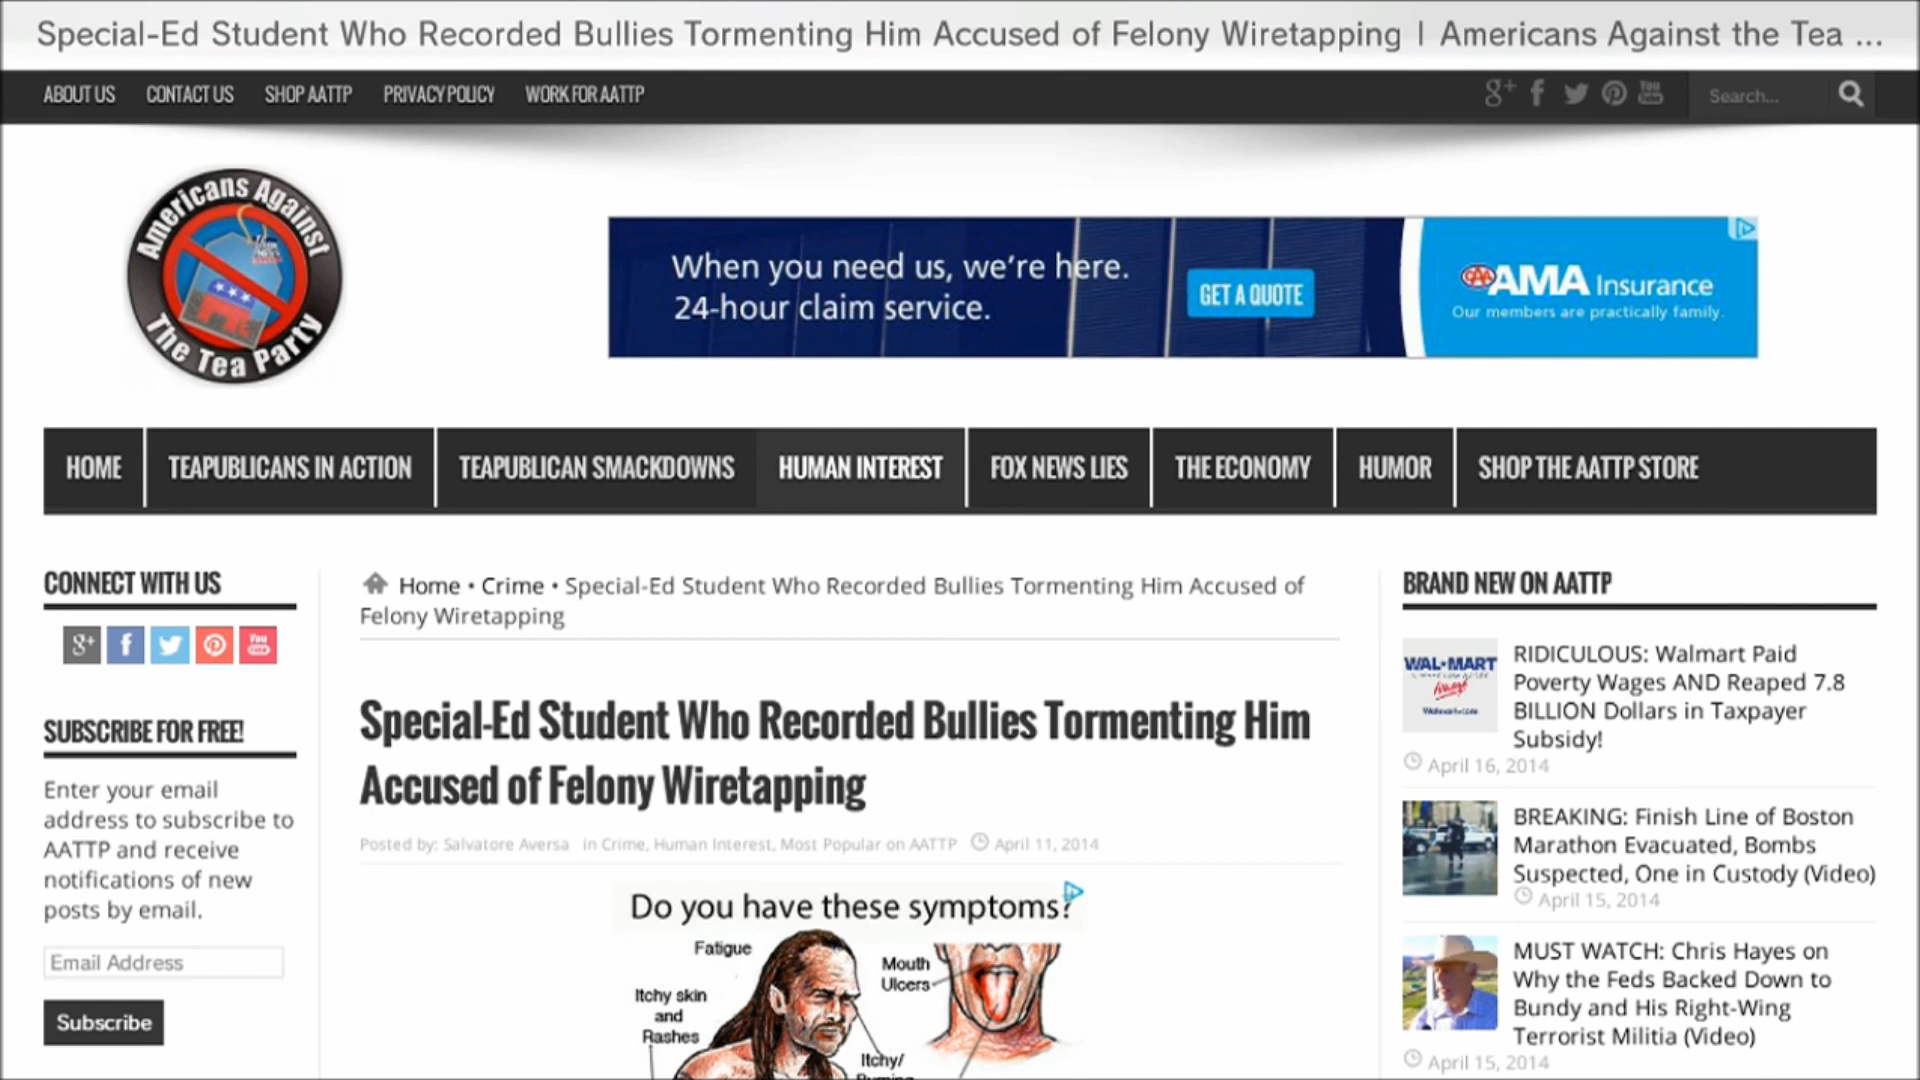 Special-Ed Student Who Recorded Bullies Tormenting Him Accused of Felony Wiretapping | Americans Against the Tea ...
ABOUT US
CONTACT US
SHOP AATTP
PRIVACY POLICY
WORK FOR AATTP
Search...
Americans Against
The Tea Party
When you need us, we're here.
24-hour claim service.
GET A QUOTE
CAA AMA Insurance
Our members are practically family.
HOME
TEAPUBLICANS IN ACTION
TEAPUBLICAN SMACKDOWNS
HUMAN INTEREST
FOX NEWS LIES
THE ECONOMY
HUMOR
SHOP THE AATTP STORE
CONNECT WITH US
SUBSCRIBE FOR FREE!
Enter your email
address to subscribe to
AATTP and receive
notifications of new
posts by email.
Email Address
Subscribe
Home • Crime • Special-Ed Student Who Recorded Bullies Tormenting Him Accused of
Felony Wiretapping
Special-Ed Student Who Recorded Bullies Tormenting Him
Accused of Felony Wiretapping
Posted by: Salvatore Aversa in Crime, Human Interest, Most Popular on AATTP April 11, 2014
Do you have these symptoms?
Fatigue
Mouth
Ulcers
Itchy skin
and
Rashes
Itchy/
BRAND NEW ON AATTP
WAL*MART
RIDICULOUS: Walmart Paid
Poverty Wages AND Reaped 7.8
BILLION Dollars in Taxpayer
Subsidy!
April 16, 2014
BREAKING: Finish Line of Boston
Marathon Evacuated, Bombs
Suspected, One in Custody (Video)
April 15, 2014
MUST WATCH: Chris Hayes on
Why the Feds Backed Down to
Bundy and His Right-Wing
Terrorist Militia (Video)
April 15, 2014